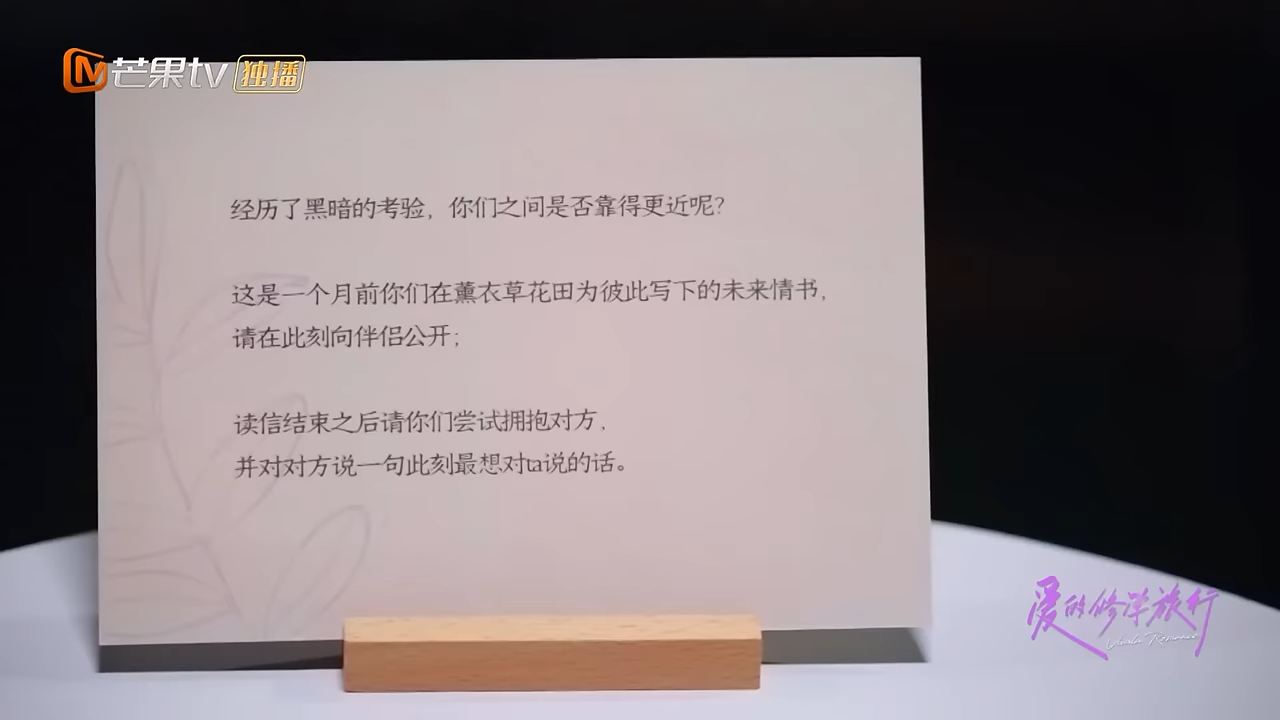 芒果tv 独播
经历了黑暗的考验，你们之间是否靠得更近呢？
这是一个月前你们在薰衣草花田为彼此写下的未来情书，
请在此刻向伴侣公开；
读信结束之后请你们尝试拥抱对方，
并对对方说一句此刻最想对ta说的话。
爱的修学旅行